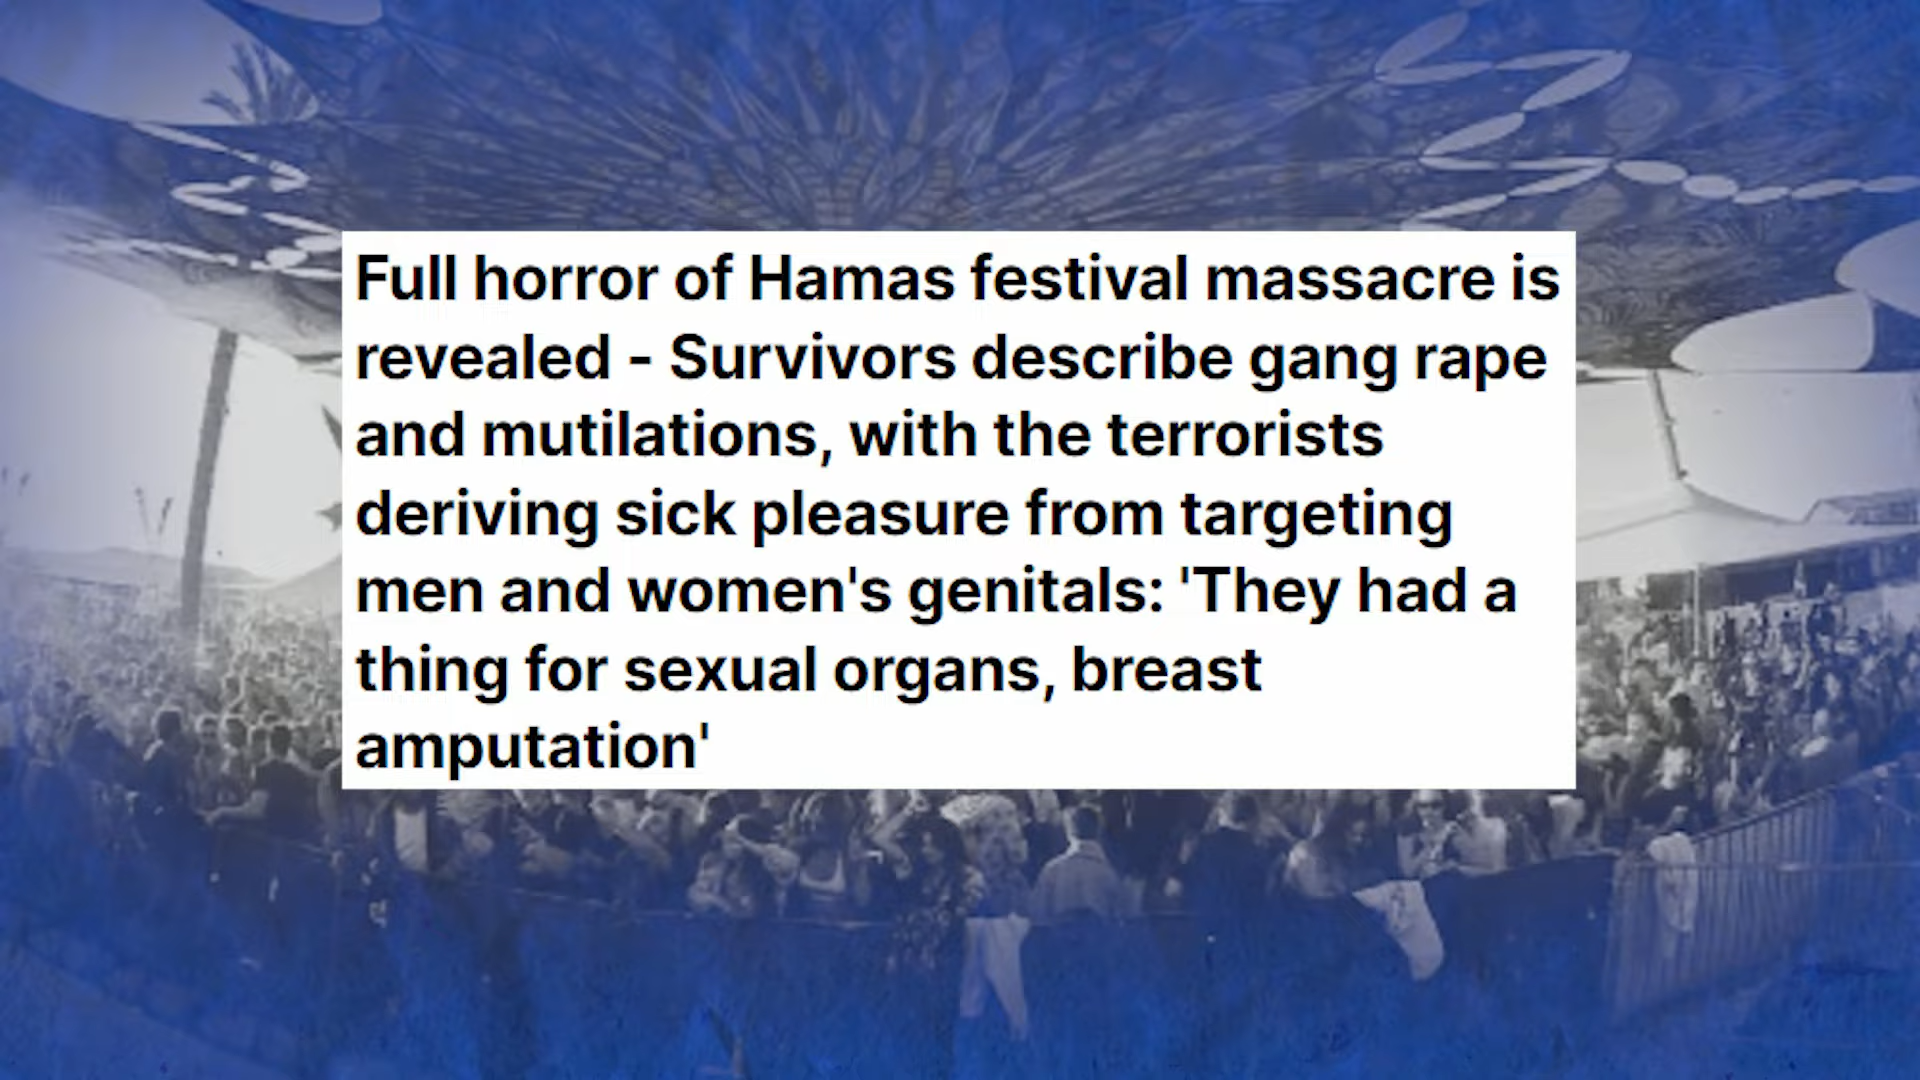 Full horror of Hamas festival massacre is
revealed - Survivors describe gang rape
and mutilations, with the terrorists
deriving sick pleasure from targeting
men and women's genitals: 'They had a
thing for sexual organs, breast
amputation'